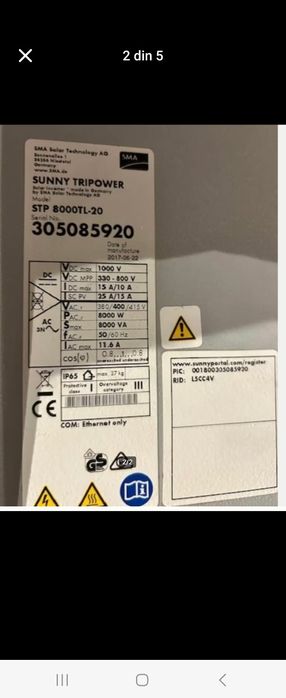 2 din 5
SMA Solar Technology AG
Sonnenallee 1
34266 Niestetal
Germany
www.SMA.de
SMA
SUNNY TRIPOWER
Solar inverter * made in Germany
by SMA Solar Technology AG
Model
STP 8000TL-20
Serial No.
305085920
Date of
manufacture
2017-05-22
DC
VDC max 1000 V
VDC MPP 330 - 800 V
IDC max 15 A/10 A
ISC PV 25 A/15 A
AC
3N
VAC,r 380/400/415 V
PAC,r 8000 W
Smax 8000 VA
fAC,r 50/60 Hz
IAC max 11.6 A
cos(φ) 0.8...1...0.8
overexcited underexcited
IP65 max. 37 kg
Protective class I Overvoltage category III
CE
COM: Ethernet only
GS
22
www.sunnyportal.com/register
PIC: 001800305085920
RID: L5CC4V